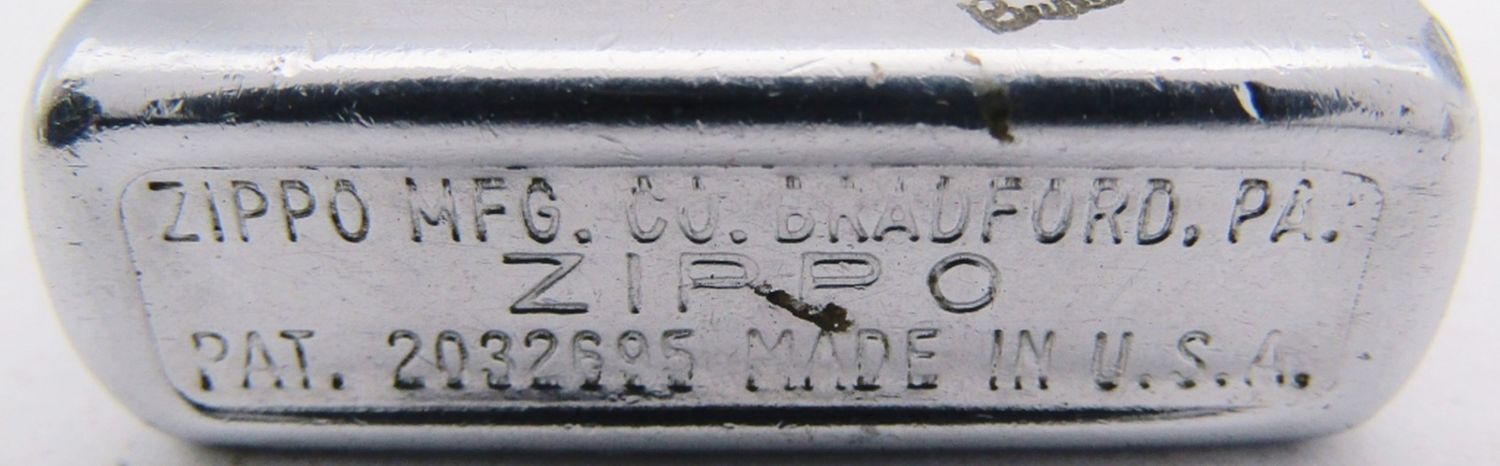 ZIPPO MFG. CO. BRADFORD, PA.
ZIPPO
PAT. 2032695 MADE IN U.S.A.